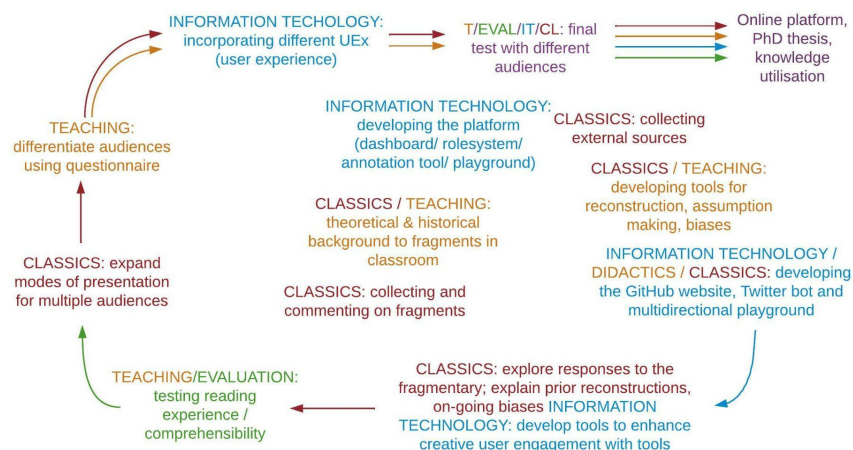 INFORMATION TECHOLOGY:
incorporating different UEx
(user experience)
T/EVAL/IT/CL: final
test with different
audiences
Online platform,
PhD thesis,
knowledge
utilisation
INFORMATION TECHNOLOGY:
developing the platform
(dashboard/ rolesystem/
annotation tool/ playground)
CLASSICS: collecting
external sources
TEACHING:
differentiate audiences
using questionnaire
CLASSICS / TEACHING:
developing tools for
reconstruction, assumption
making, biases
CLASSICS / TEACHING:
theoretical & historical
background to fragments in
classroom
INFORMATION TECHNOLOGY /
DIDACTICS / CLASSICS: developing
the GitHub website, Twitter bot and
multidirectional playground
CLASSICS: expand
modes of presentation
for multiple audiences
CLASSICS: collecting and
commenting on fragments
CLASSICS: explore responses to the
fragmentary; explain prior reconstructions,
on-going biases INFORMATION
TECHNOLOGY: develop tools to enhance
creative user engagement with tools
TEACHING/EVALUATION:
testing reading
experience /
comprehensibility